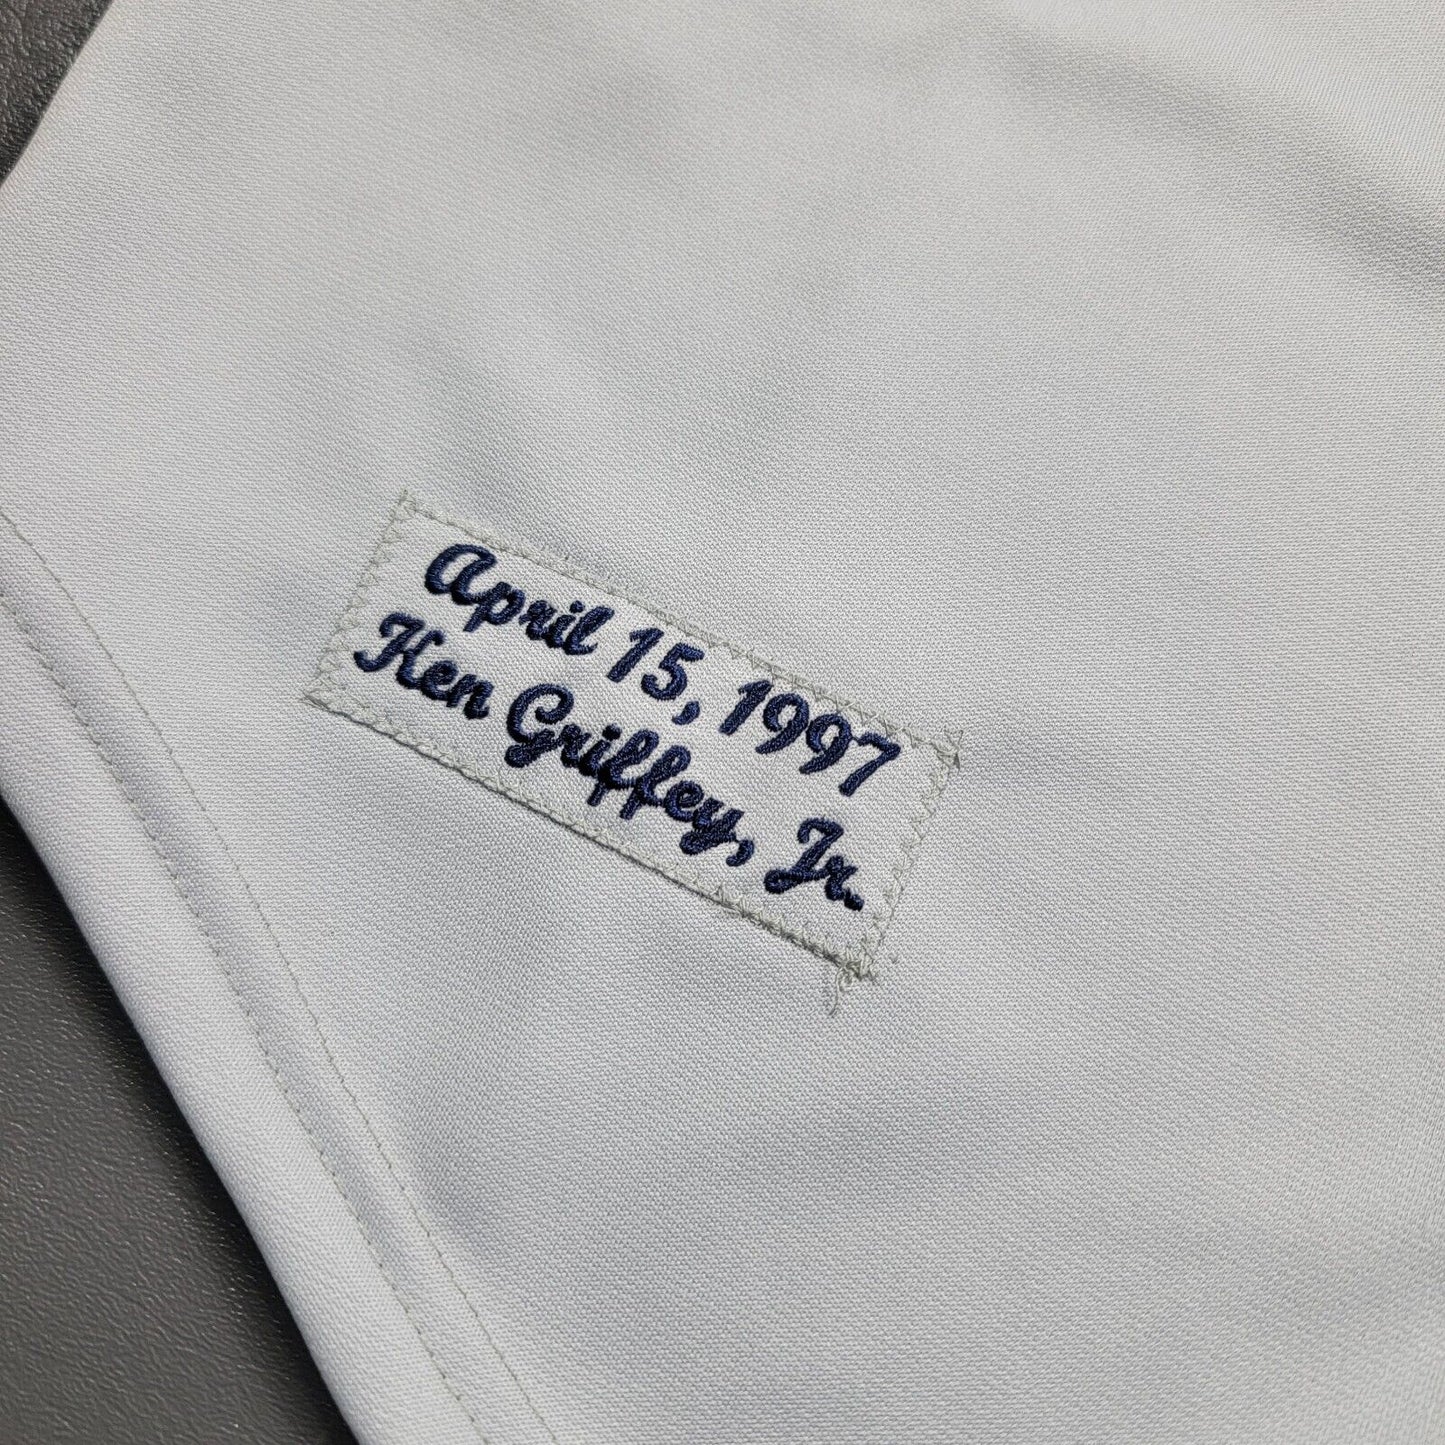 April 15, 1997
Ken Griffey, Jr.